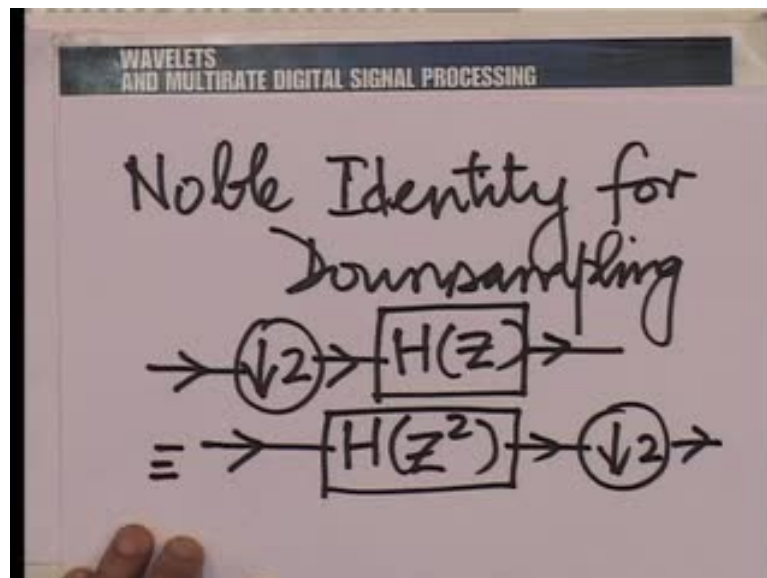 WAVELETS
AND MULTIRATE DIGITAL SIGNAL PROCESSING
Noble Identity for
Downsampling
↓2 H(Z)
≡ H(Z²) ↓2